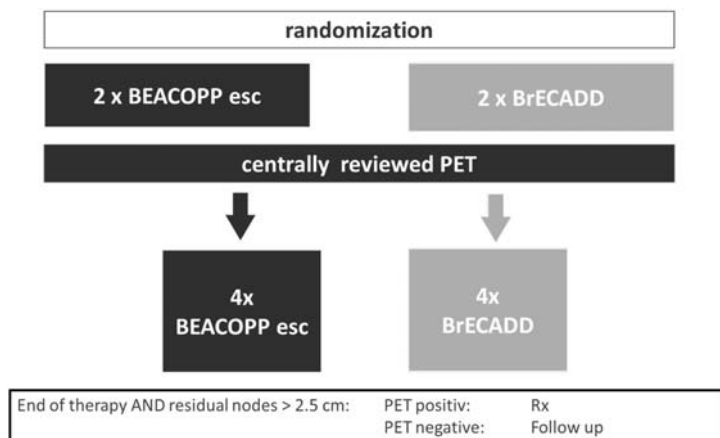 randomization
2 x BEACOPP esc
2 x BrECADD
centrally reviewed PET
4x
BEACOPP esc
4x
BrECADD
End of therapy AND residual nodes > 2.5 cm: PET positiv: Rx
PET negative: Follow up